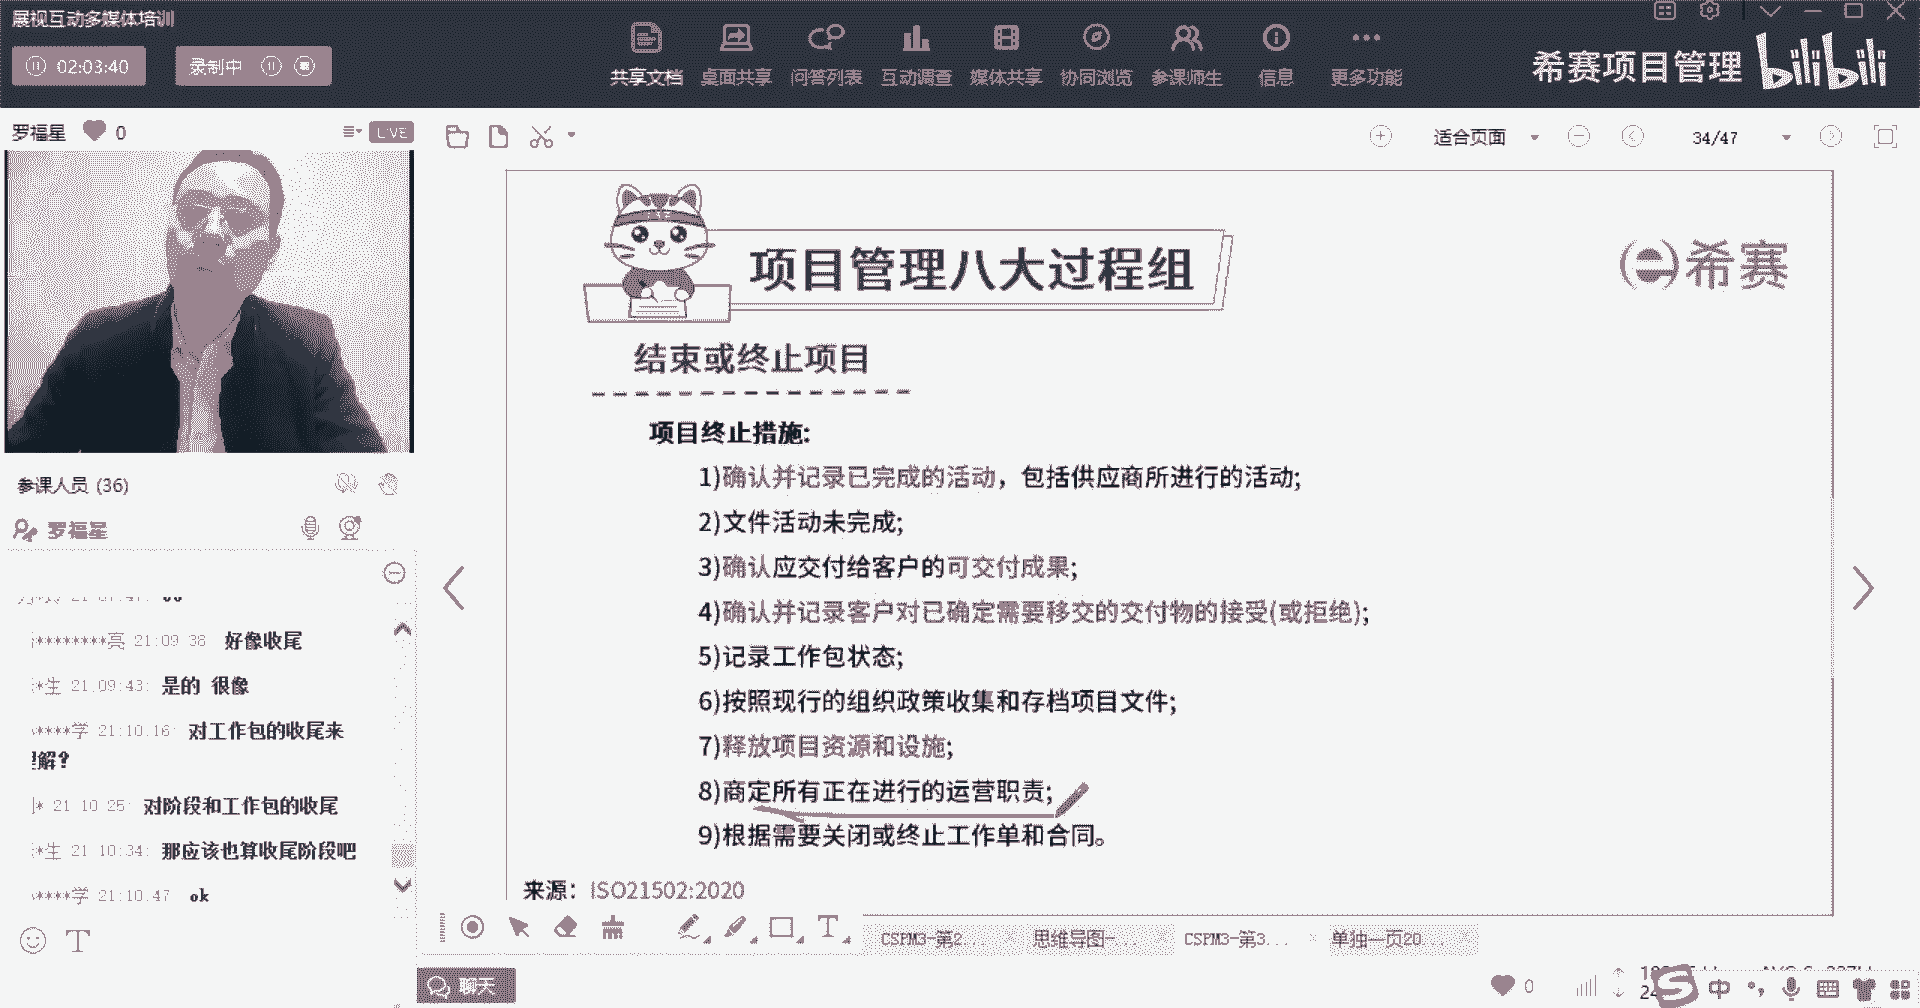 展视互动多媒体培训
02:03:40
录制中
共享文档 桌面共享 问答列表 互动调查 媒体共享 协同浏览 参课师生 信息 更多功能
希赛项目管理 bilibili
罗福星 0 LIVE
适合页面 34/47
项目管理八大过程组
希赛
结束或终止项目
项目终止措施:
1)确认并记录已完成的活动，包括供应商所进行的活动;
2)文件活动未完成;
3)确认应交付给客户的可交付成果;
4)确认并记录客户对已确定需要移交的交付物的接受(或拒绝);
5)记录工作包状态;
6)按照现行的组织政策收集和存档项目文件;
7)释放项目资源和设施;
8)商定所有正在进行的运营职责;
9)根据需要关闭或终止工作单和合同。
来源：ISO21502:2020
参课人员 (36)
罗福星
********亮 21:09 38 好像收尾
*生 21:09:43: 是的 很像
****学 21:10.16 对工作包的收尾来
解?
* 21 10 25: 对阶段和工作包的收尾
*生 21 10:34: 那应该也算收尾阶段吧
****学 21:10.47 ok
T
CSPM3-第2... 思维导图-... CSPM3-第3... 单独一页20...
聊天
0
S 中